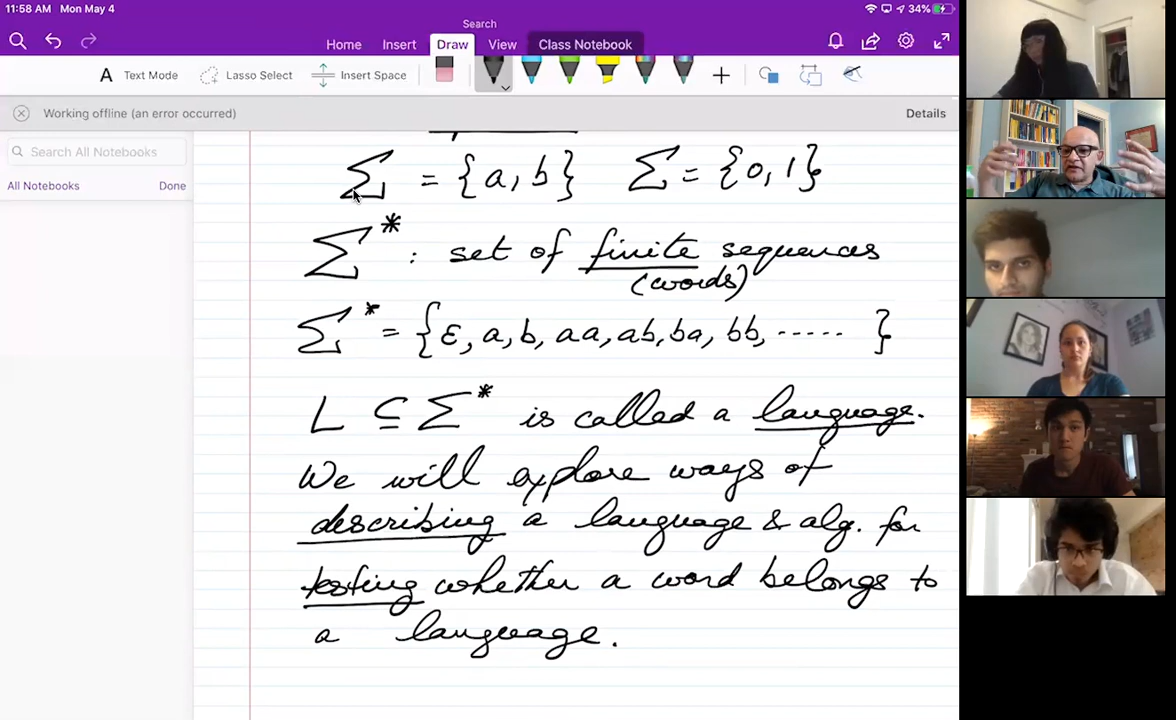 11:58 AM Mon May 4
Search
34%
Home Insert Draw View Class Notebook
A Text Mode Lasso Select Insert Space
Working offline (an error occurred) Details
Search All Notebooks
All Notebooks Done
Σ = {a, b} Σ = {0, 1}
Σ* : set of finite sequences
(words)
Σ* = {ε, a, b, aa, ab, ba, bb, ..... }
L ⊆ Σ* is called a language.
We will explore ways of
describing a language & alg. for
testing whether a word belongs to
a language.